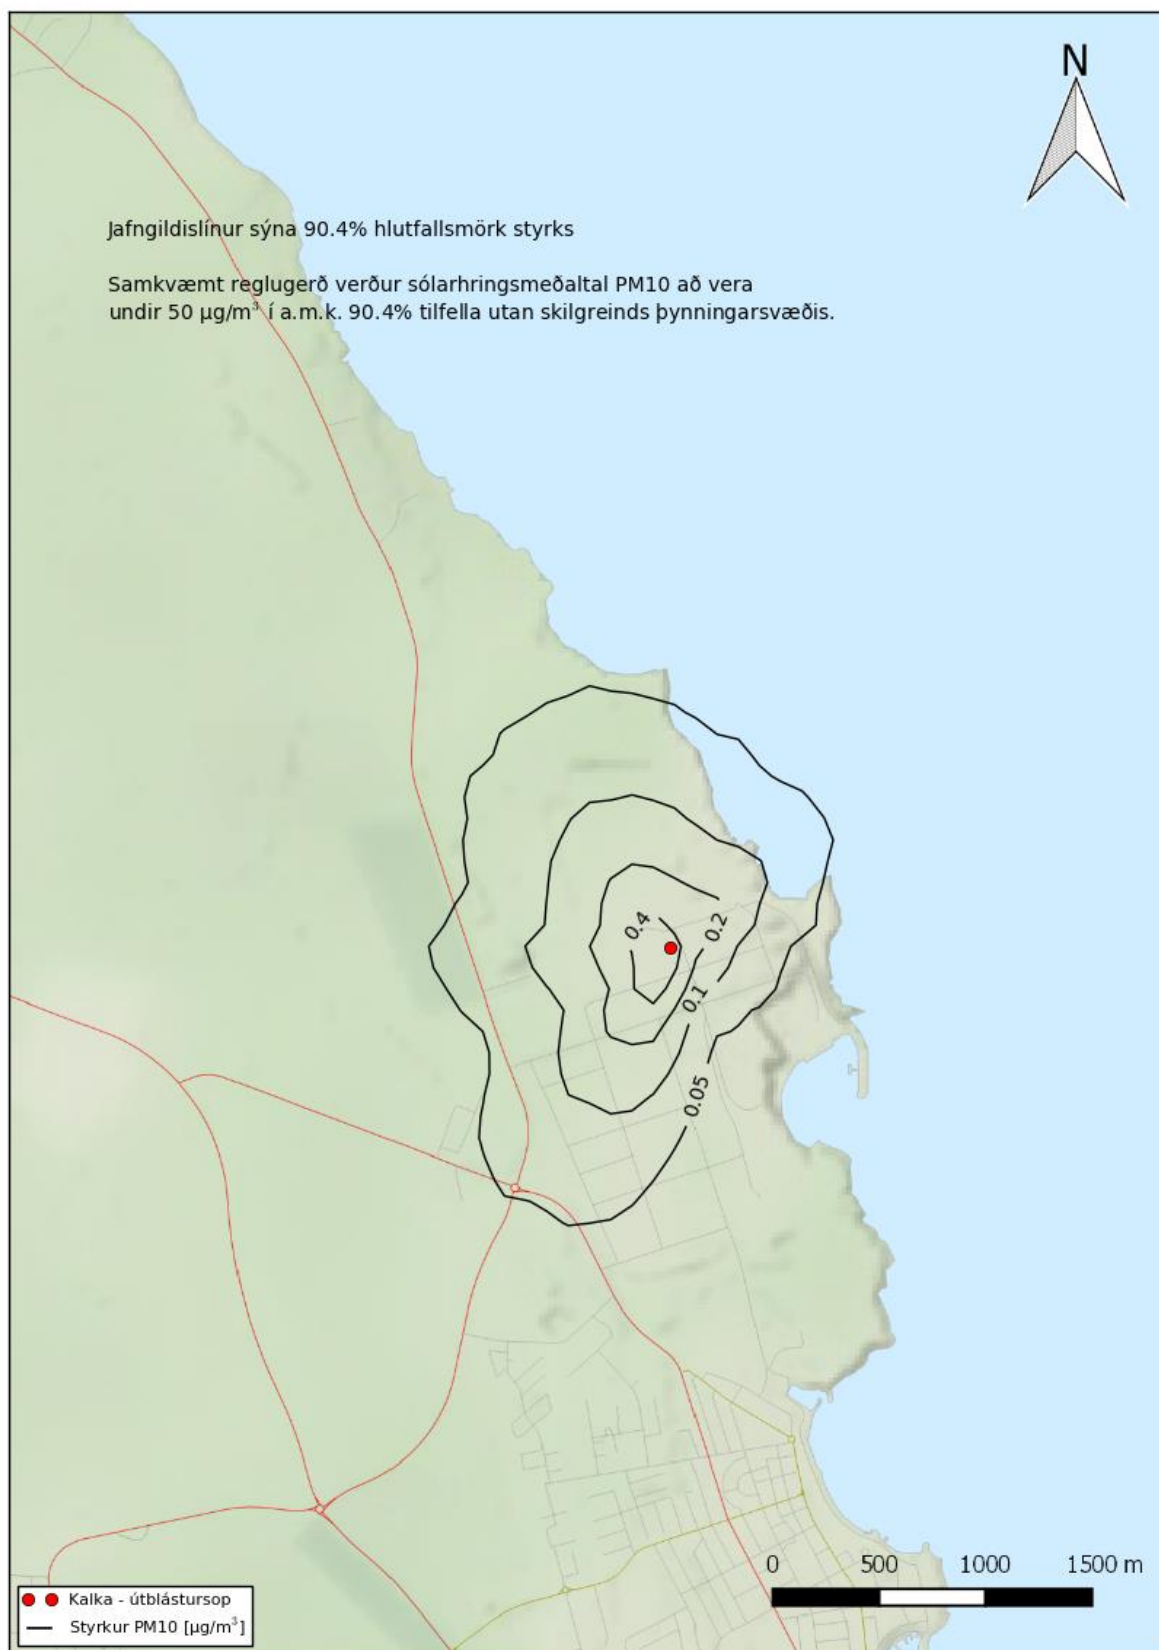 N
Jafngildislínur sýna 90.4% hlutfallsmörk styrks
Samkvæmt reglugerð verður sólarhringsmeðaltal PM10 að vera
undir 50 µg/m³ í a.m.k. 90.4% tilfella utan skilgreinds þynningarsvæðis.
0.4
0.2
0.1
0.05
0 500 1000 1500 m
Kalka - útblástursop
Styrkur PM10 [µg/m³]